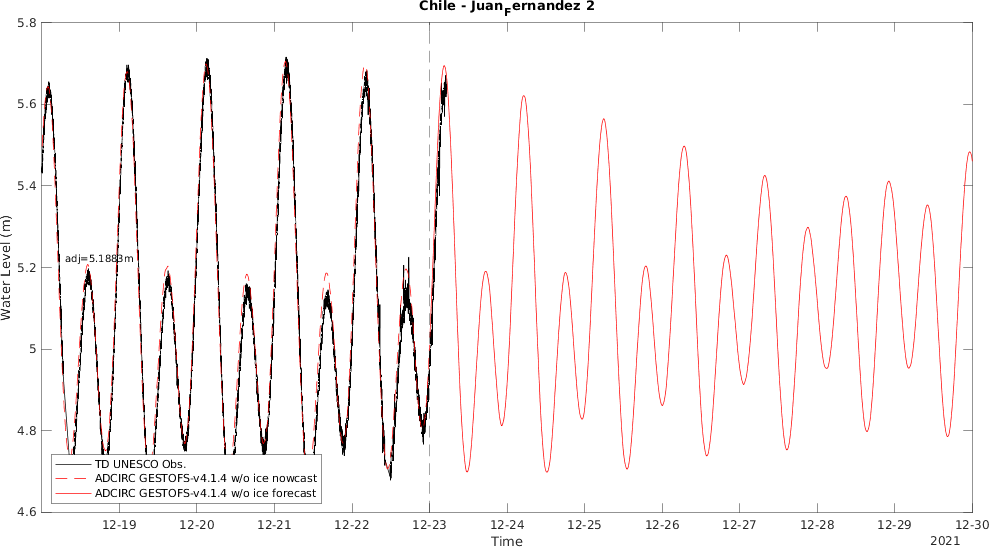 Chile - Juan_Fernandez 2
5.8
5.6
5.4
5.2
5
4.8
4.6
Water Level (m)
adj=5.1883m
TD UNESCO Obs.
ADCIRC GESTOFS-v4.1.4 w/o ice nowcast
ADCIRC GESTOFS-v4.1.4 w/o ice forecast
12-19
12-20
12-21
12-22
12-23
12-24
12-25
12-26
12-27
12-28
12-29
12-30
Time
2021